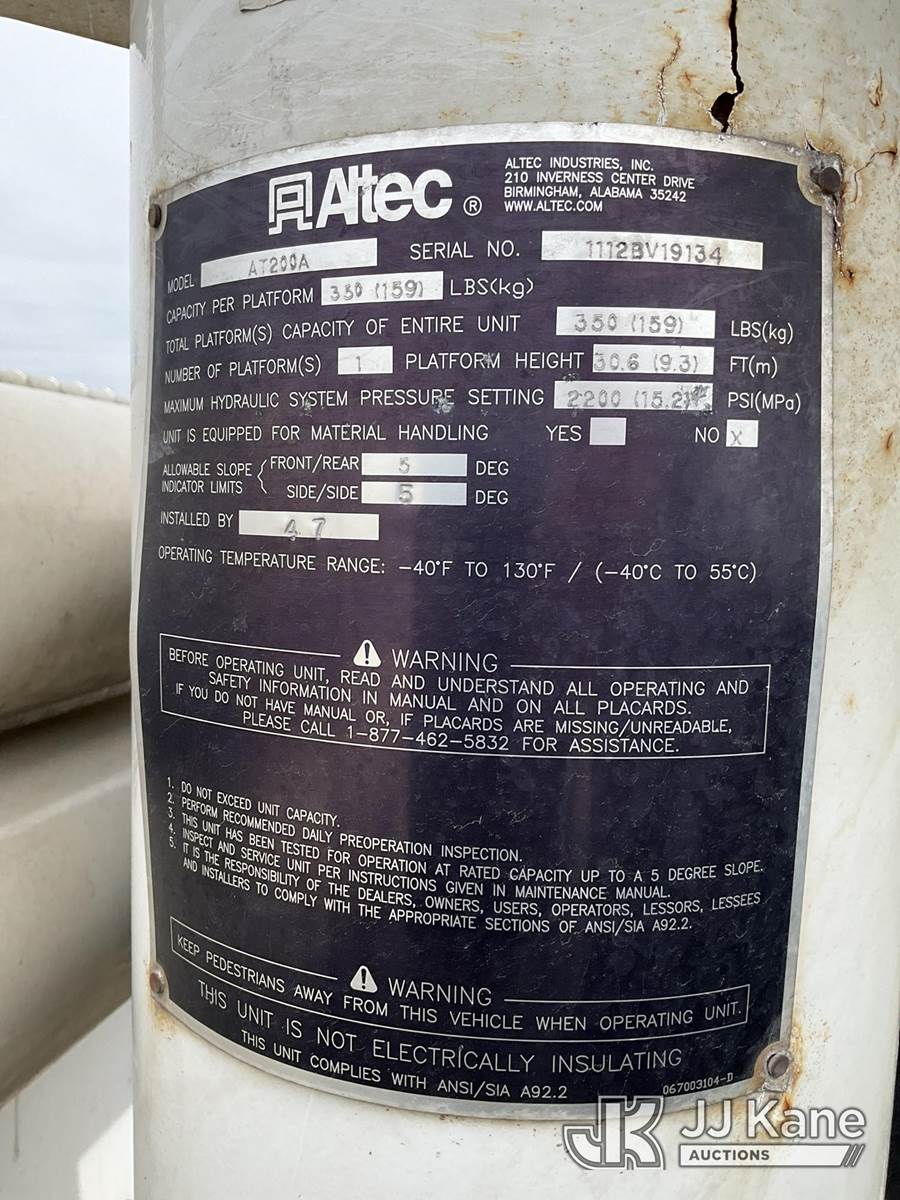 Altec ®
ALTEC INDUSTRIES, INC.
210 INVERNESS CENTER DRIVE
BIRMINGHAM, ALABAMA 35242
WWW.ALTEC.COM
MODEL AT200A SERIAL NO. 1112BV19134
CAPACITY PER PLATFORM 350 (159) LBS(kg)
TOTAL PLATFORM(S) CAPACITY OF ENTIRE UNIT 350 (159) LBS(kg)
NUMBER OF PLATFORM(S) 1 PLATFORM HEIGHT 30.6 (9.3) FT(m)
MAXIMUM HYDRAULIC SYSTEM PRESSURE SETTING 2200 (15.2) PSI(MPa)
UNIT IS EQUIPPED FOR MATERIAL HANDLING YES NO X
ALLOWABLE SLOPE INDICATOR LIMITS
FRONT/REAR 5 DEG
SIDE/SIDE 5 DEG
INSTALLED BY 47
OPERATING TEMPERATURE RANGE: -40°F TO 130°F / (-40°C TO 55°C)
WARNING
BEFORE OPERATING UNIT, READ AND UNDERSTAND ALL OPERATING AND
SAFETY INFORMATION IN MANUAL AND ON ALL PLACARDS.
IF YOU DO NOT HAVE MANUAL OR, IF PLACARDS ARE MISSING/UNREADABLE,
PLEASE CALL 1-877-462-5832 FOR ASSISTANCE.
1. DO NOT EXCEED UNIT CAPACITY.
2. PERFORM RECOMMENDED DAILY PREOPERATION INSPECTION.
3. THIS UNIT HAS BEEN TESTED FOR OPERATION AT RATED CAPACITY UP TO A 5 DEGREE SLOPE.
4. INSPECT AND SERVICE UNIT PER INSTRUCTIONS GIVEN IN MAINTENANCE MANUAL.
5. IT IS THE RESPONSIBILITY OF THE DEALERS, OWNERS, USERS, OPERATORS, LESSORS, LESSEES
AND INSTALLERS TO COMPLY WITH THE APPROPRIATE SECTIONS OF ANSI/SIA A92.2.
WARNING
KEEP PEDESTRIANS AWAY FROM THIS VEHICLE WHEN OPERATING UNIT.
THIS UNIT IS NOT ELECTRICALLY INSULATING
THIS UNIT COMPLIES WITH ANSI/SIA A92.2
067003104-D
JK JJ Kane
AUCTIONS